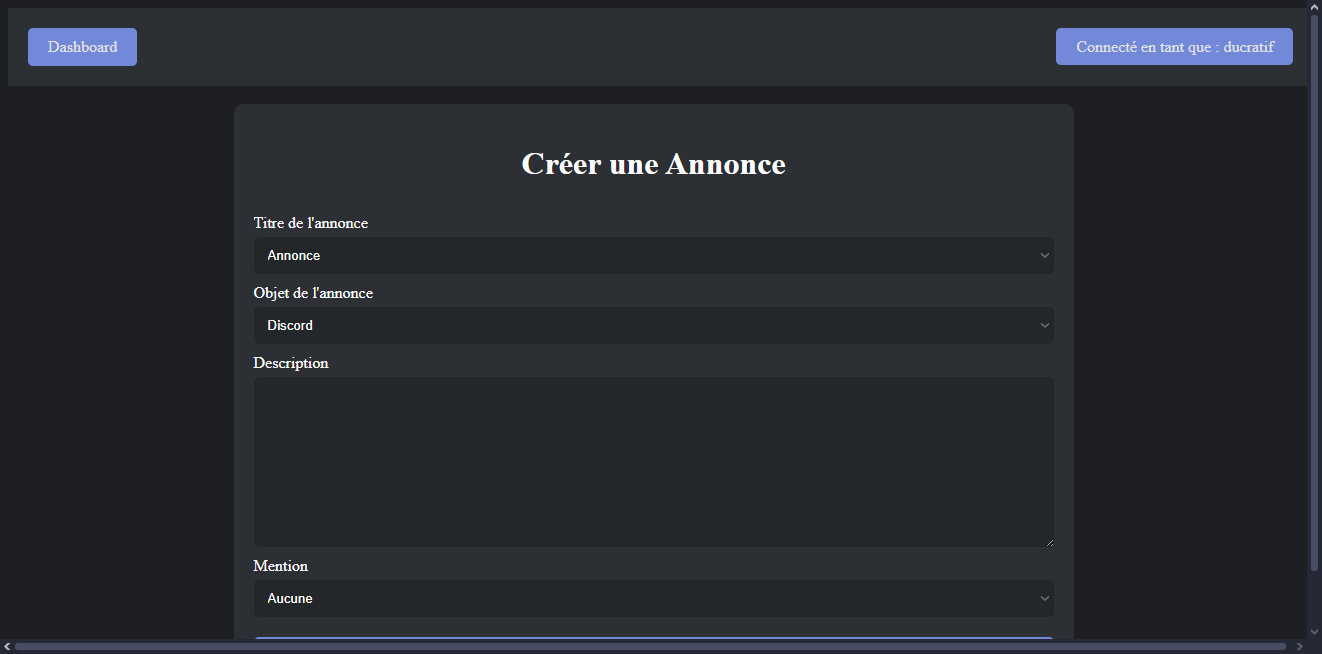 Dashboard
Connecté en tant que : ducratif
Créer une Annonce
Titre de l'annonce
Annonce
Objet de l'annonce
Discord
Description
Mention
Aucune